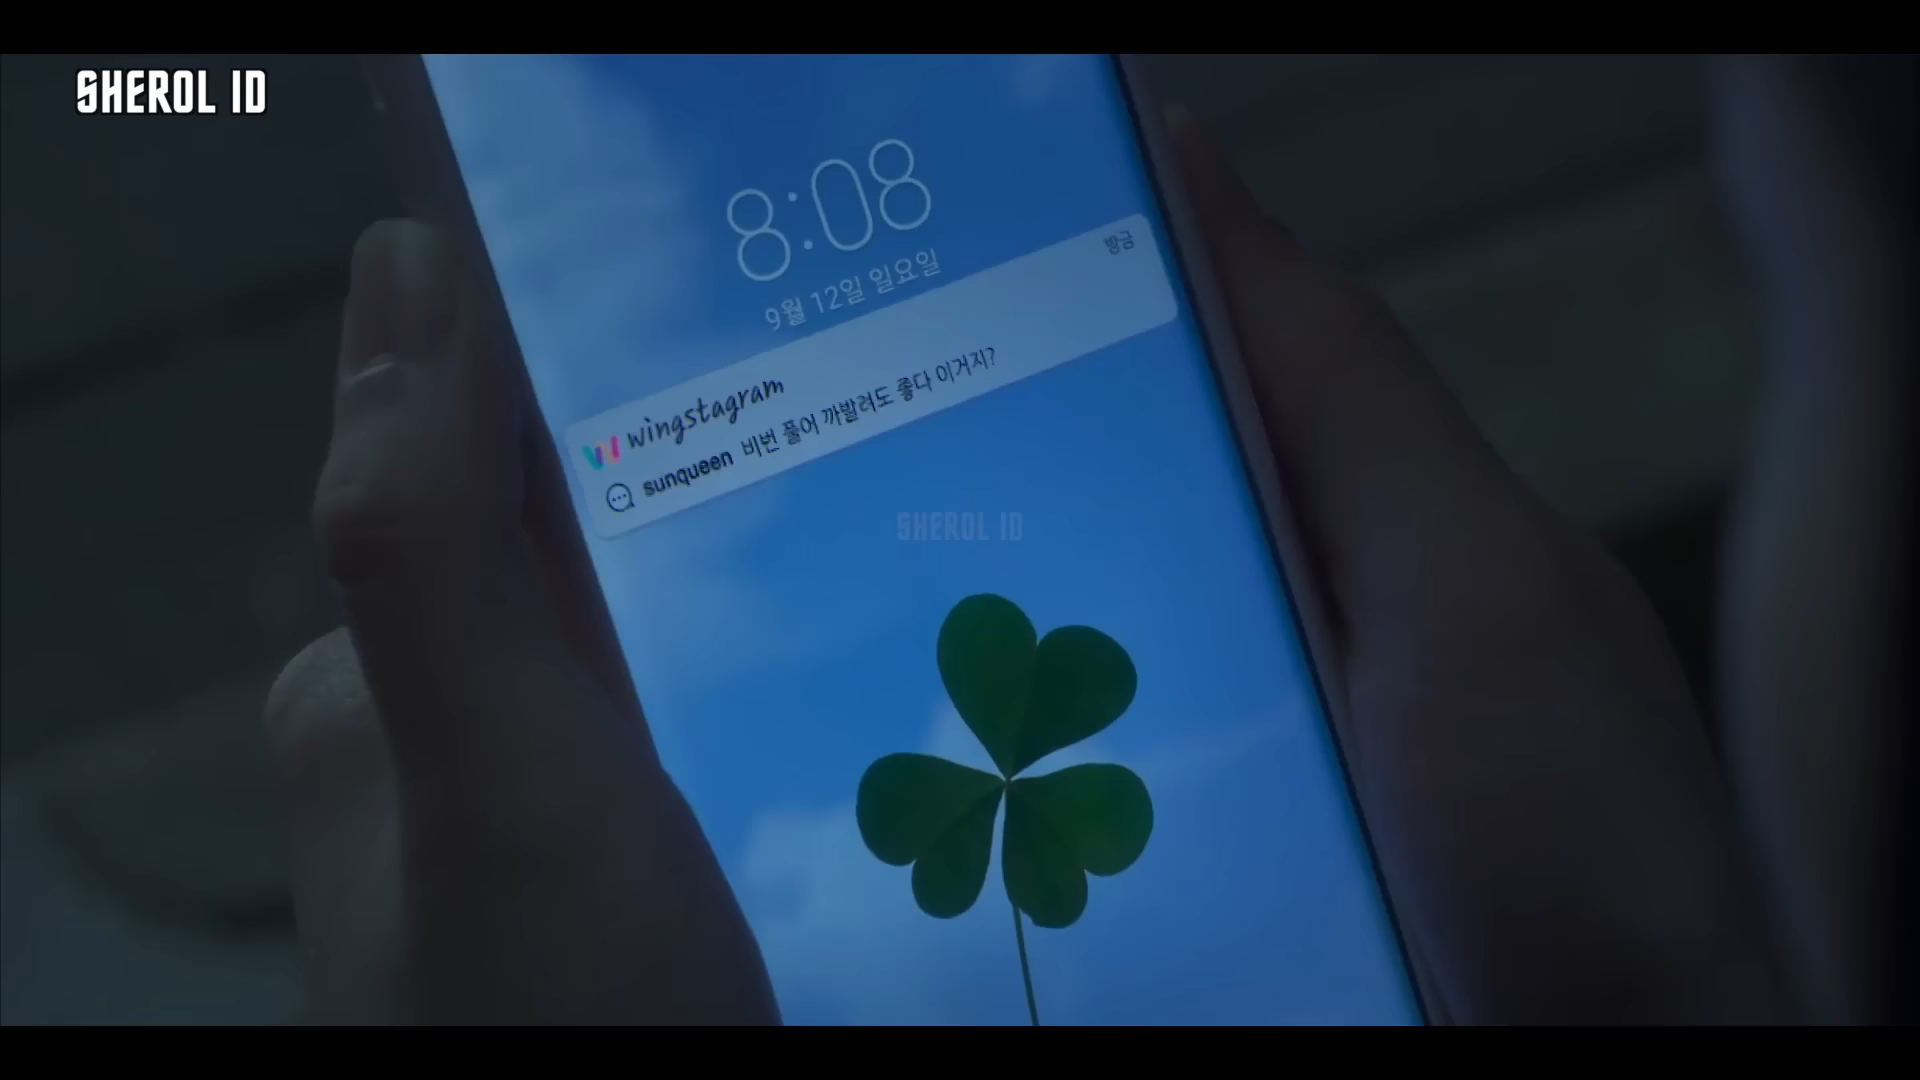 SHEROL ID
8:08
9월 12일 일요일
방금
wingstagram
sunqueen 비번 풀어 까발려도 좋다 이거지?
SHEROL ID